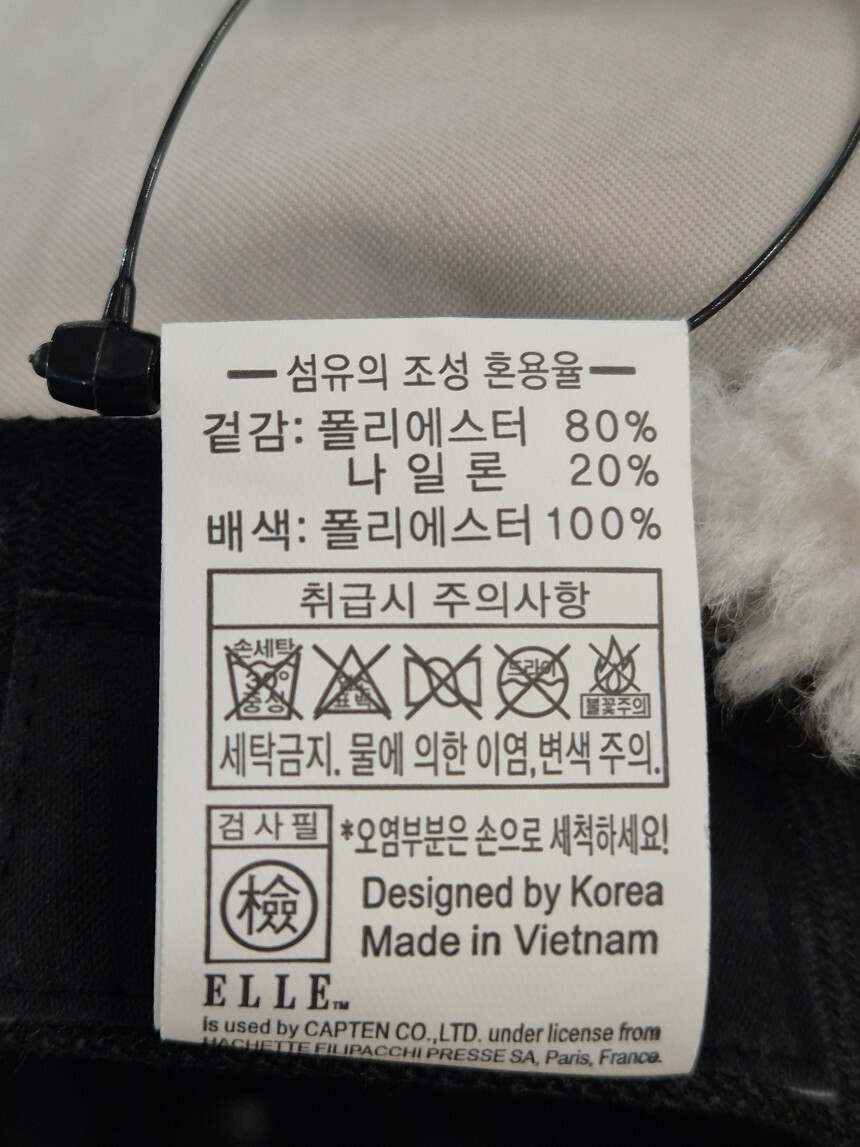 섬유의 조성 혼용율
겉감: 폴리에스터 80%
나 일 론 20%
배색: 폴리에스터 100%
취급시 주의사항
손세탁
30°
중성
표백
드라이
불꽃주의
세탁금지. 물에 의한 이염,변색 주의.
검사필
*오염부분은 손으로 세척하세요!
檢
Designed by Korea
Made in Vietnam
ELLE™
is used by CAPTEN CO.,LTD. under license from
HACHETTE FILIPACCHI PRESSE SA, Paris, France.